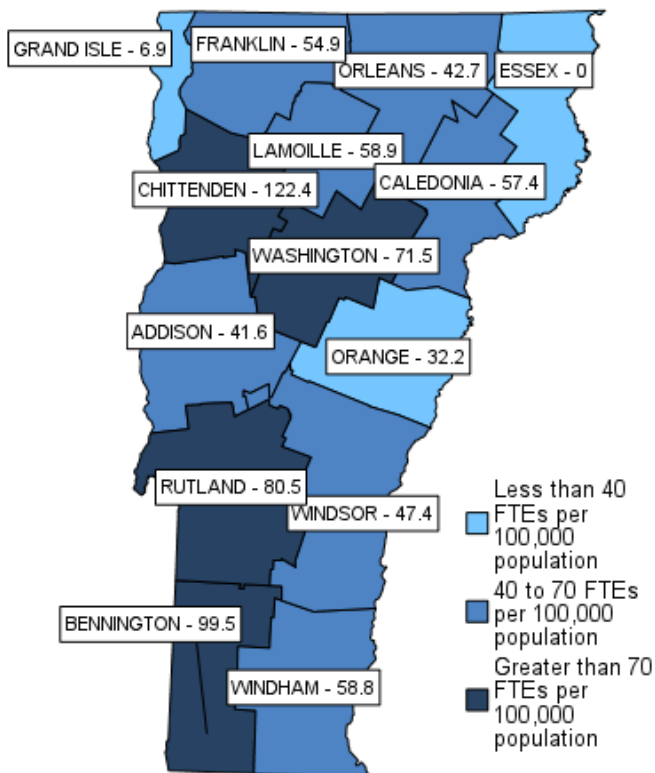 GRAND ISLE - 6.9
FRANKLIN - 54.9
ORLEANS - 42.7
ESSEX - 0
LAMOILLE - 58.9
CHITTENDEN - 122.4
CALEDONIA - 57.4
WASHINGTON - 71.5
ADDISON - 41.6
ORANGE - 32.2
RUTLAND - 80.5
WINDSOR - 47.4
BENNINGTON - 99.5
WINDHAM - 58.8
Less than 40
FTEs per
100,000
population
40 to 70 FTEs
per 100,000
population
Greater than 70
FTEs per
100,000
population